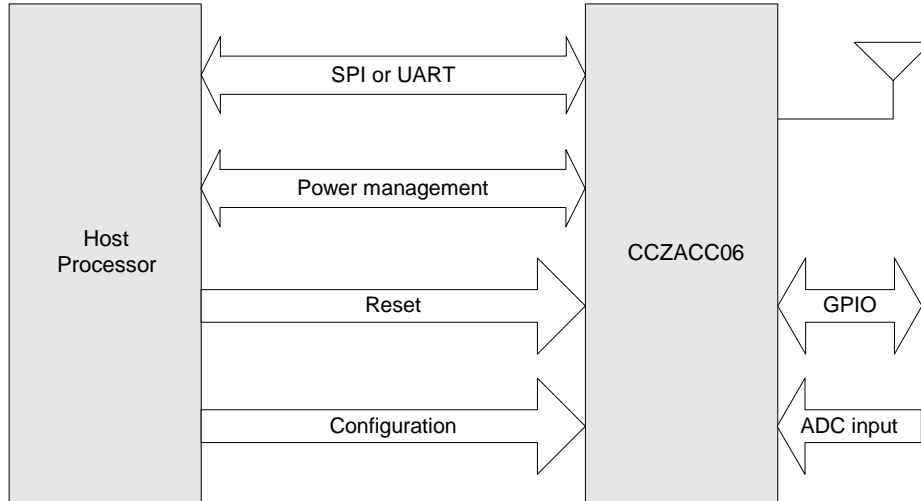 SPI or UART
Power management
Host
Processor
CCZACC06
Reset
GPIO
Configuration
ADC input